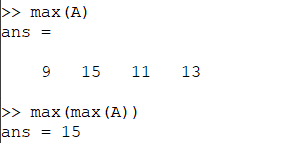 >> max(A)
ans =
9 15 11 13
>> max(max(A))
ans = 15